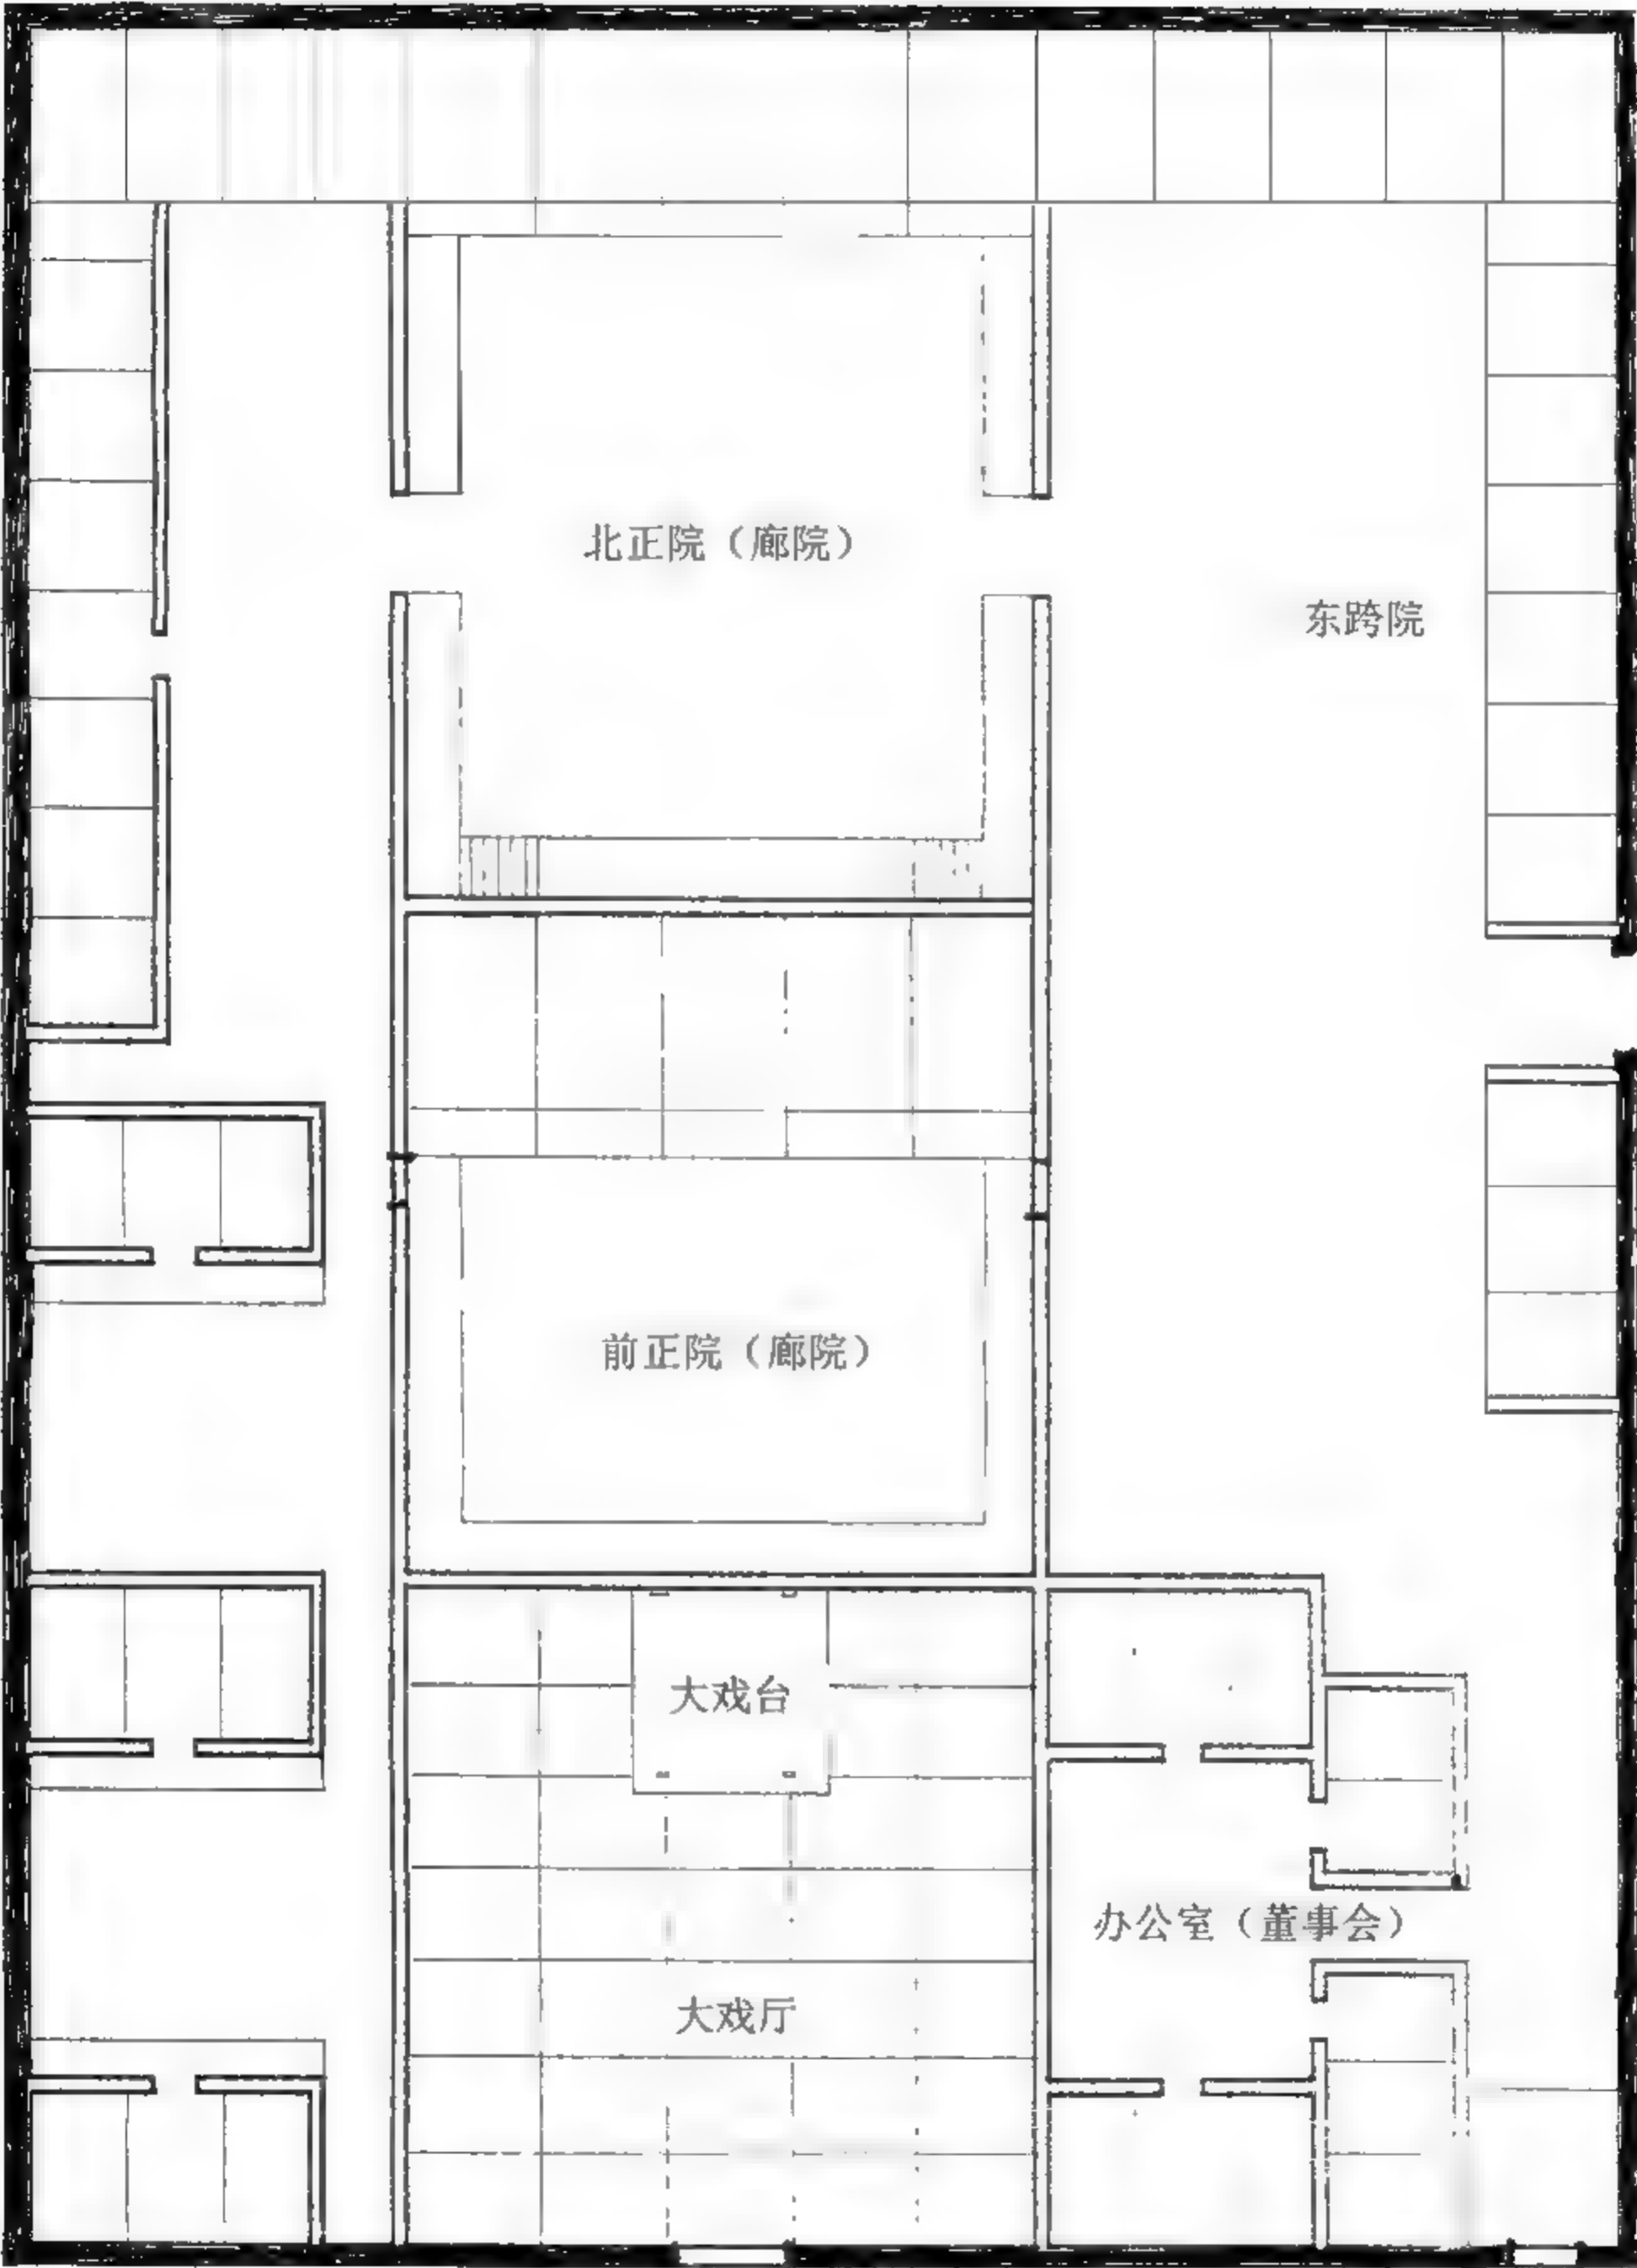 北正院（廊院）
东跨院
前正院（廊院）
大戏台
办公室（董事会）
大戏厅